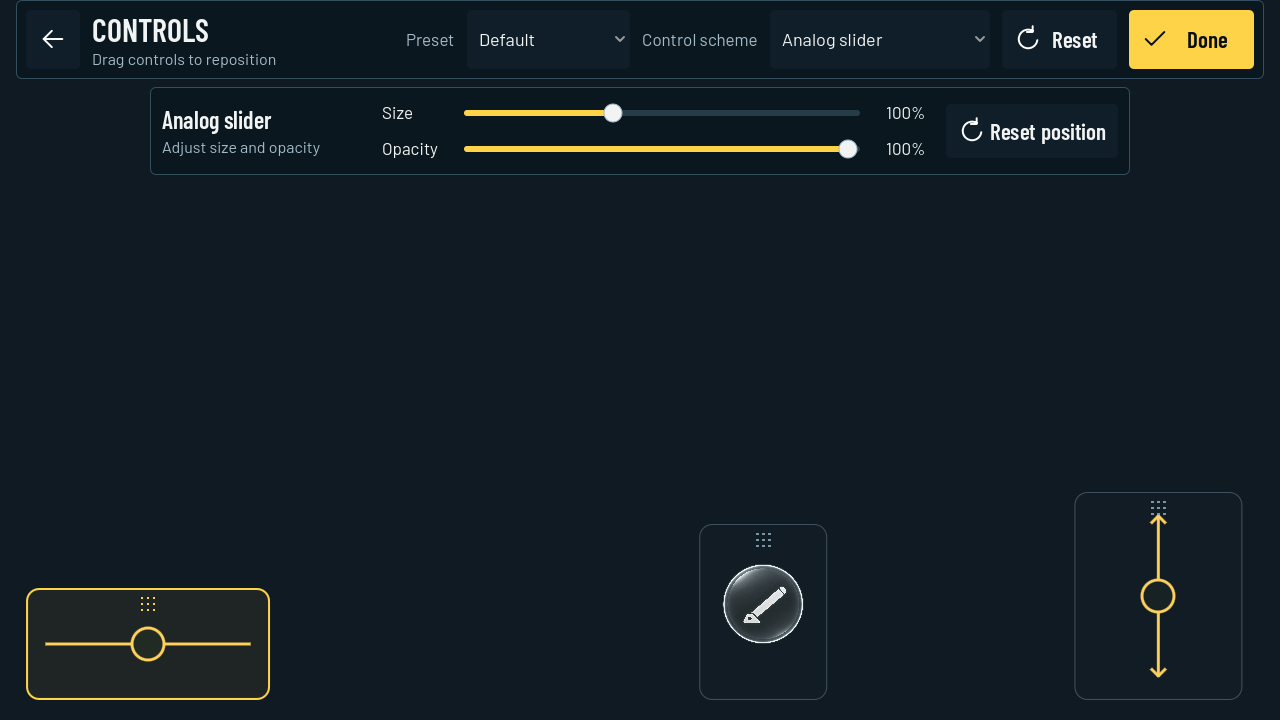 CONTROLS
Drag controls to reposition
Preset
Default
Control scheme
Analog slider
Reset
Done
Analog slider
Adjust size and opacity
Size
100%
Opacity
100%
Reset position